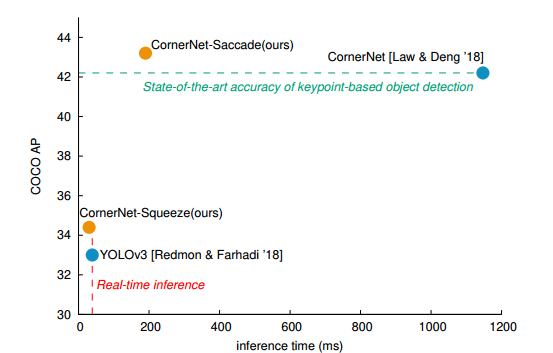 44
42
40
38
36
34
32
30
COCO AP
CornerNet-Saccade(ours)
CornerNet [Law & Deng ’18]
State-of-the-art accuracy of keypoint-based object detection
CornerNet-Squeeze(ours)
YOLOv3 [Redmon & Farhadi ’18]
Real-time inference
0 200 400 600 800 1000 1200
inference time (ms)